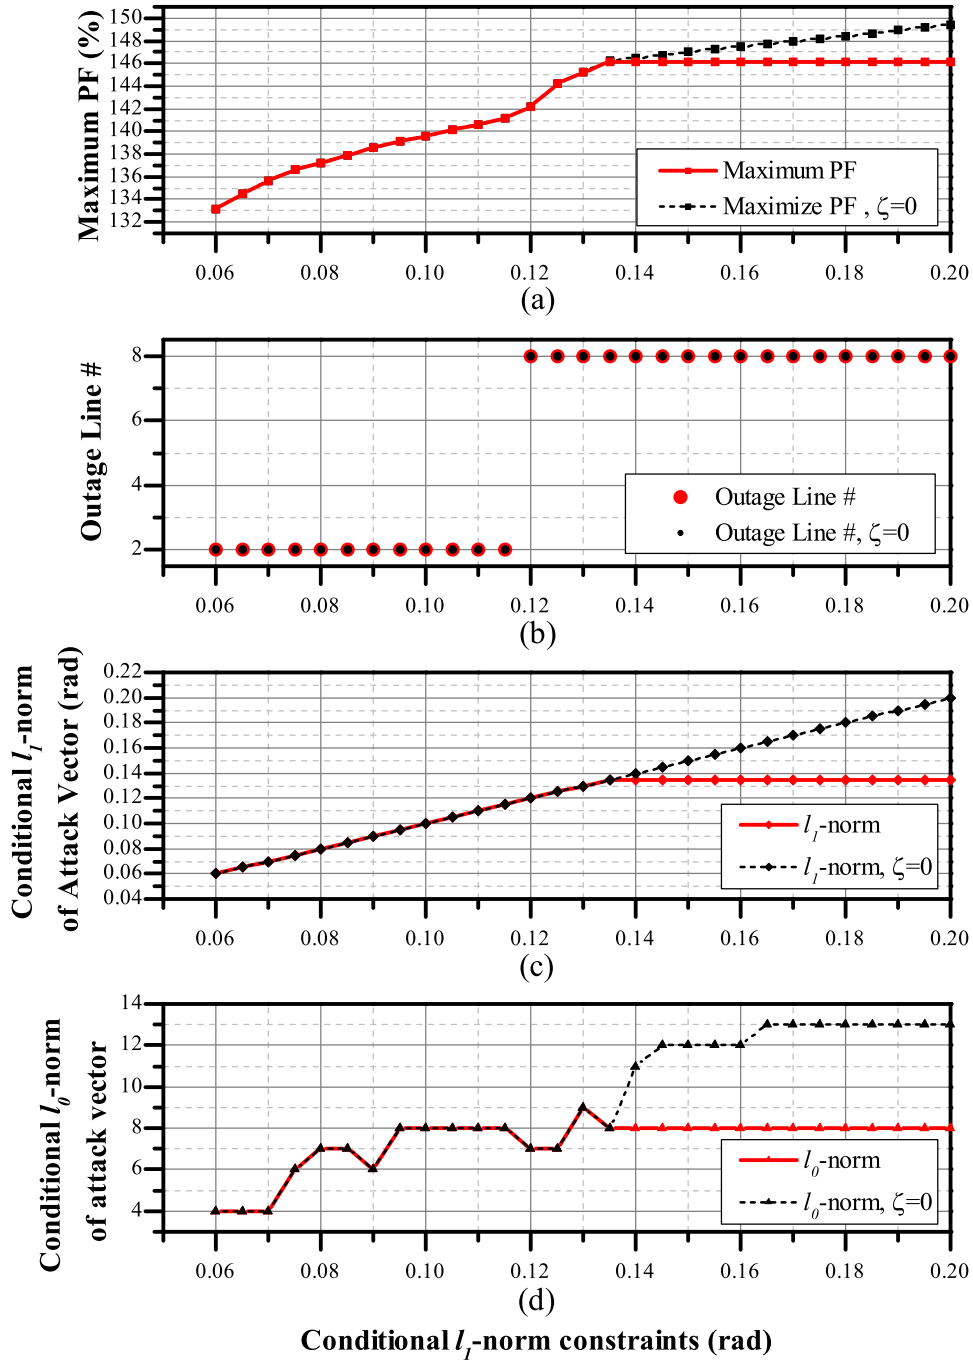 Maximum PF (%)
150
148
146
144
142
140
138
136
134
132
Maximum PF
Maximize PF , ζ=0
0.06 0.08 0.10 0.12 0.14 0.16 0.18 0.20
(a)
Outage Line #
8
6
4
2
Outage Line #
Outage Line #, ζ=0
0.06 0.08 0.10 0.12 0.14 0.16 0.18 0.20
(b)
Conditional l1-norm
of Attack Vector (rad)
0.22
0.20
0.18
0.16
0.14
0.12
0.10
0.08
0.06
0.04
l1-norm
l1-norm, ζ=0
0.06 0.08 0.10 0.12 0.14 0.16 0.18 0.20
(c)
Conditional l0-norm
of attack vector
14
12
10
8
6
4
l0-norm
l0-norm, ζ=0
0.06 0.08 0.10 0.12 0.14 0.16 0.18 0.20
(d)
Conditional l1-norm constraints (rad)